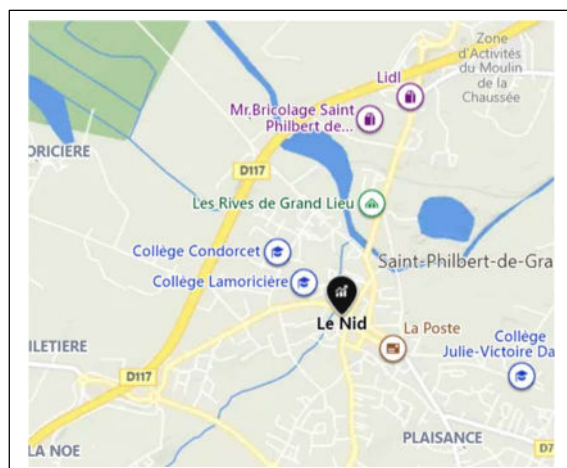 Zone
d'Activités
du Moulin
de la
Chaussée
Lidl
Mr.Bricolage Saint
Philbert de...
ORICIERE
D117
Les Rives de Grand Lieu
Collège Condorcet
Saint-Philbert-de-Gra
Collège Lamoricière
Le Nid
La Poste
Collège
Julie-Victoire Da
ILETIERE
D117
PLAISANCE
LA NOE
D7